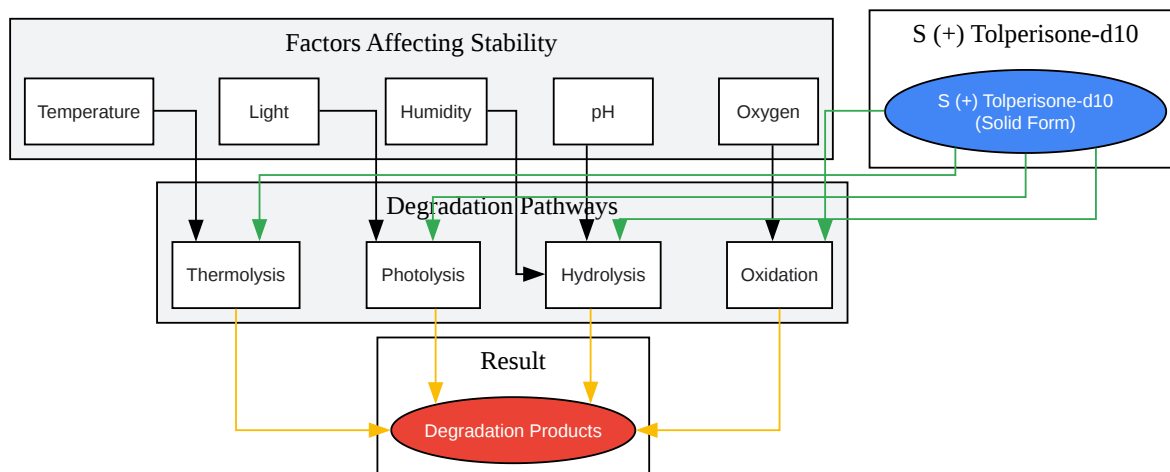 Factors Affecting Stability
S (+) Tolperisone-d10
Temperature
Light
Humidity
pH
Oxygen
S (+) Tolperisone-d10
(Solid Form)
Degradation Pathways
Thermolysis
Photolysis
Hydrolysis
Oxidation
Result
Degradation Products